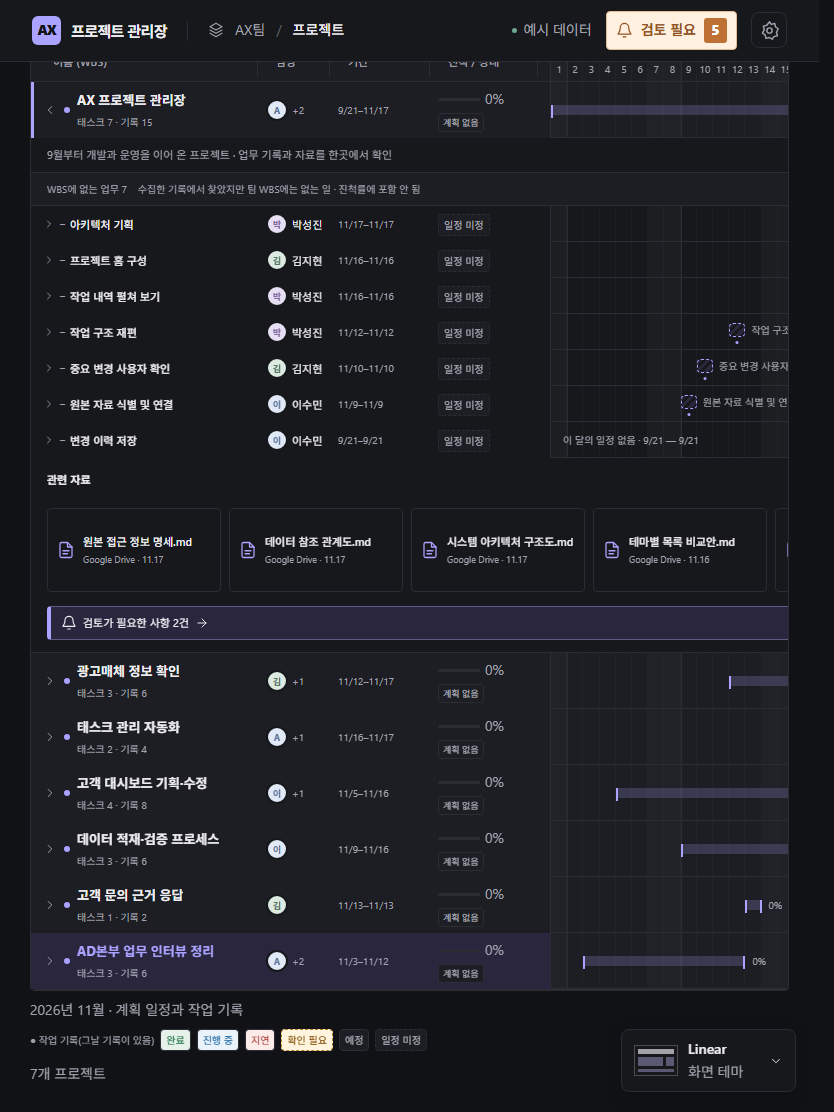 AX 프로젝트 관리장 AX팀 / 프로젝트 예시 데이터 검토 필요 5
이름 (WBS) 담당 기간 진척 / 상태 1 2 3 4 5 6 7 8 9 10 11 12 13 14 15
AX 프로젝트 관리장 A +2 9/21–11/17 0%
태스크 7 · 기록 15 계획 없음
9월부터 개발과 운영을 이어 온 프로젝트 · 업무 기록과 자료를 한곳에서 확인
WBS에 없는 업무 7 수집한 기록에서 찾았지만 팀 WBS에는 없는 일 · 진척률에 포함 안 됨
– 아키텍처 기획 박 박성진 11/17–11/17 일정 미정
– 프로젝트 홈 구성 김 김지현 11/16–11/16 일정 미정
– 작업 내역 펼쳐 보기 박 박성진 11/16–11/16 일정 미정
– 작업 구조 재편 박 박성진 11/12–11/12 일정 미정 작업 구조
– 중요 변경 사용자 확인 김 김지현 11/10–11/10 일정 미정 중요 변경 사용자
– 원본 자료 식별 및 연결 이 이수민 11/9–11/9 일정 미정 원본 자료 식별 및 연
– 변경 이력 저장 이 이수민 9/21–9/21 일정 미정 이 달의 일정 없음 · 9/21 — 9/21
관련 자료
원본 접근 정보 명세.md 데이터 참조 관계도.md 시스템 아키텍처 구조도.md 테마별 목록 비교안.md
Google Drive · 11.17 Google Drive · 11.17 Google Drive · 11.17 Google Drive · 11.16
검토가 필요한 사항 2건 →
광고매체 정보 확인 김 +1 11/12–11/17 0%
태스크 3 · 기록 6 계획 없음
태스크 관리 자동화 A +1 11/16–11/17 0%
태스크 2 · 기록 4 계획 없음
고객 대시보드 기획·수정 이 +1 11/5–11/16 0%
태스크 4 · 기록 8 계획 없음
데이터 적재·검증 프로세스 이 11/9–11/16 0%
태스크 3 · 기록 6 계획 없음
고객 문의 근거 응답 김 11/13–11/13 0% 0%
태스크 1 · 기록 2 계획 없음
AD본부 업무 인터뷰 정리 A +2 11/3–11/12 0% 0%
태스크 3 · 기록 6 계획 없음
2026년 11월 · 계획 일정과 작업 기록
● 작업 기록(그날 기록이 있음) 완료 진행 중 지연 확인 필요 예정 일정 미정
7개 프로젝트
Linear
화면 테마